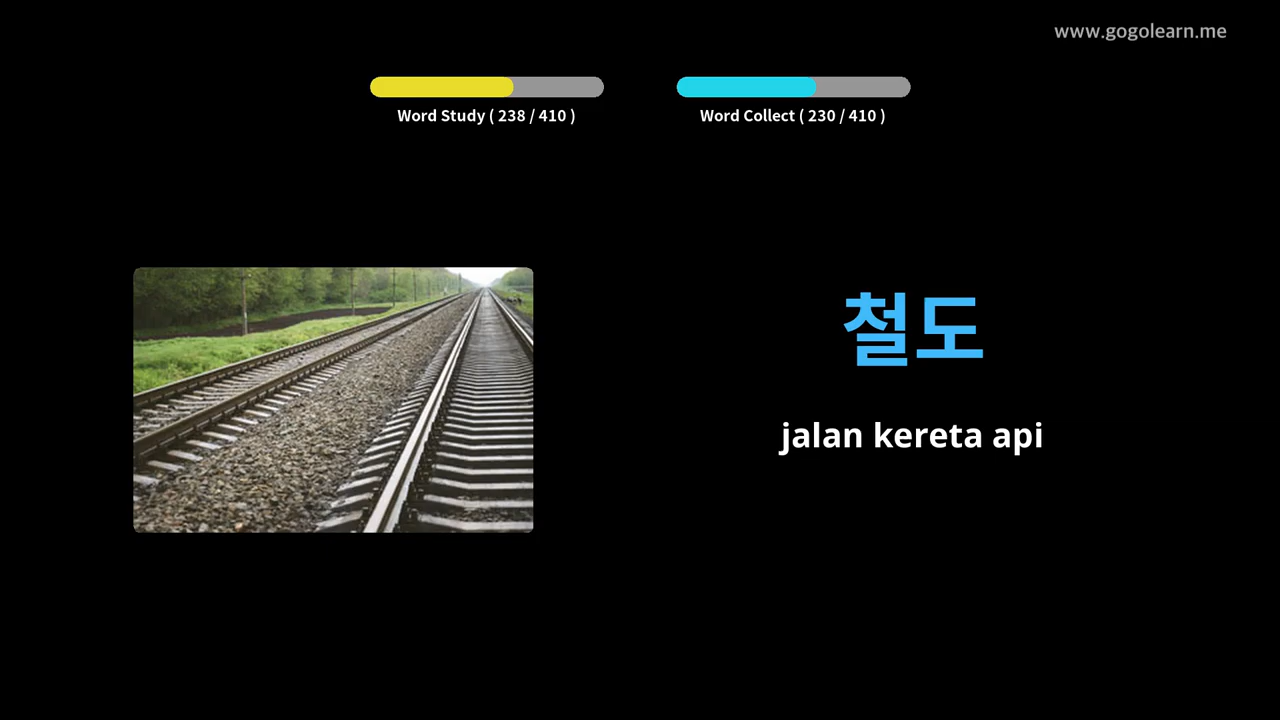 www.gogolearn.me
Word Study ( 238 / 410 )
Word Collect ( 230 / 410 )
철도
jalan kereta api